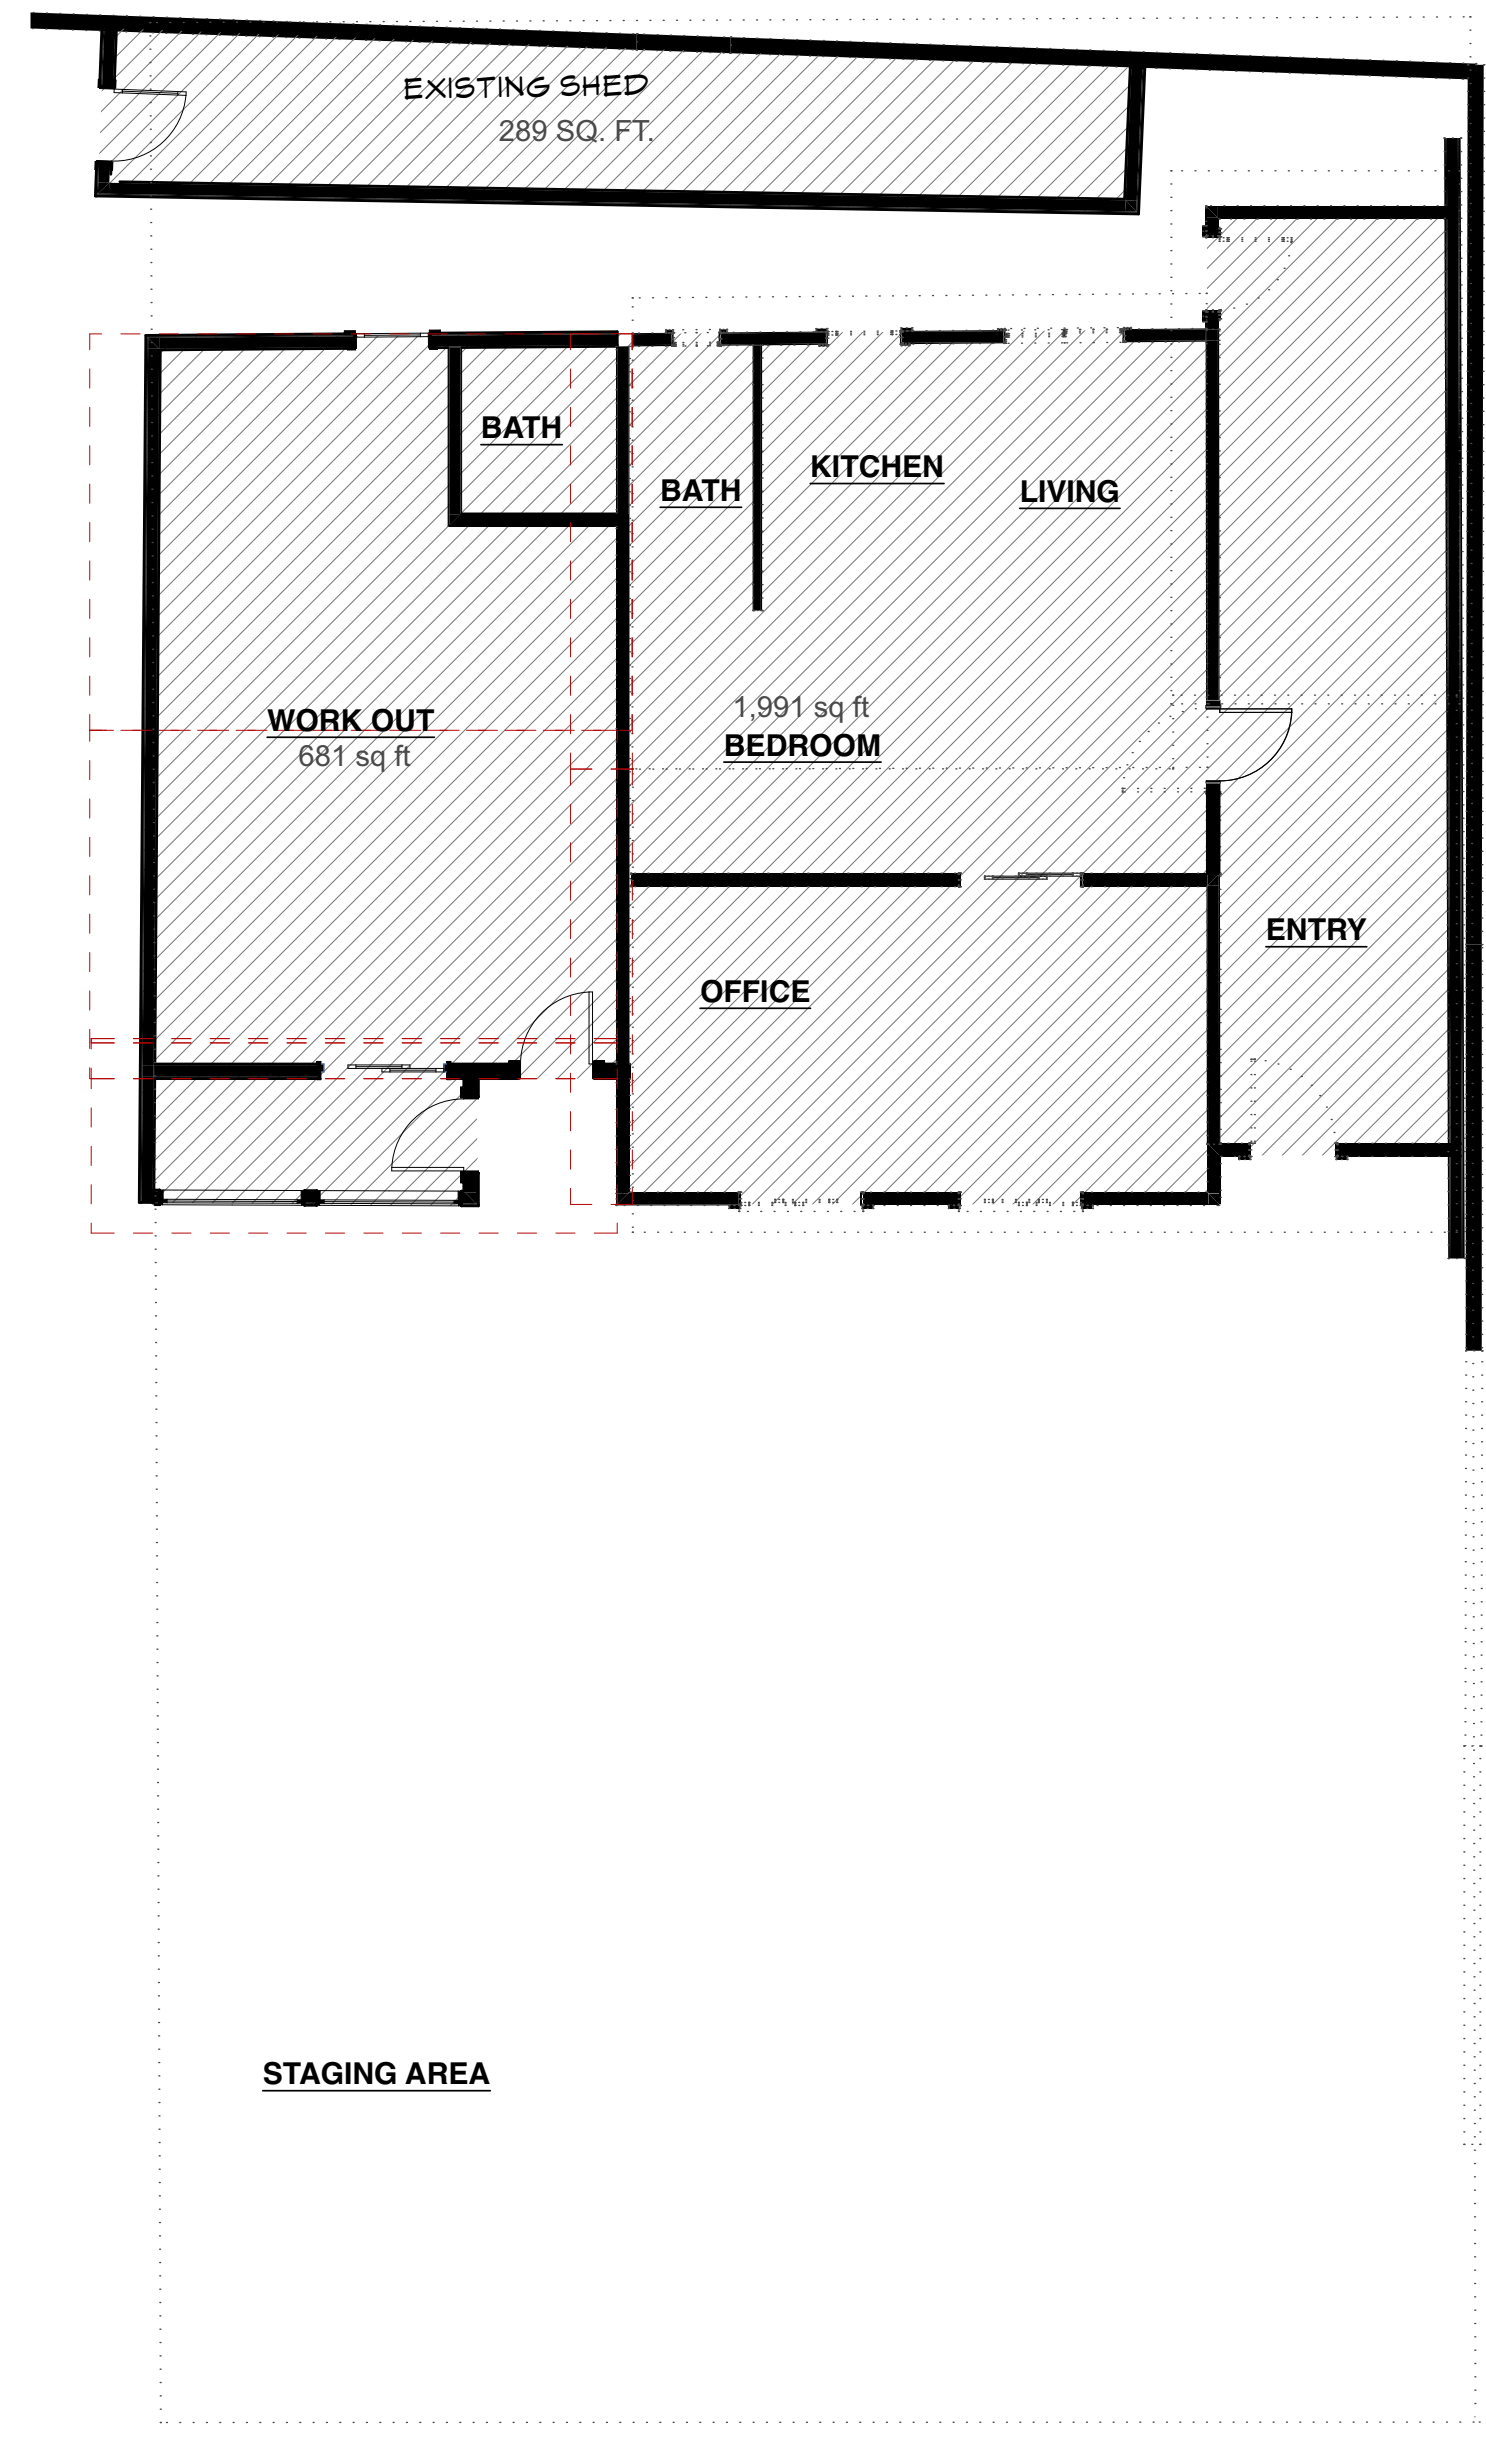 EXISTING SHED
289 SQ. FT.
BATH
KITCHEN
BATH
LIVING
1,991 sq ft
WORK OUT
BEDROOM
681 sq ft
ENTRY
OFFICE
STAGING AREA